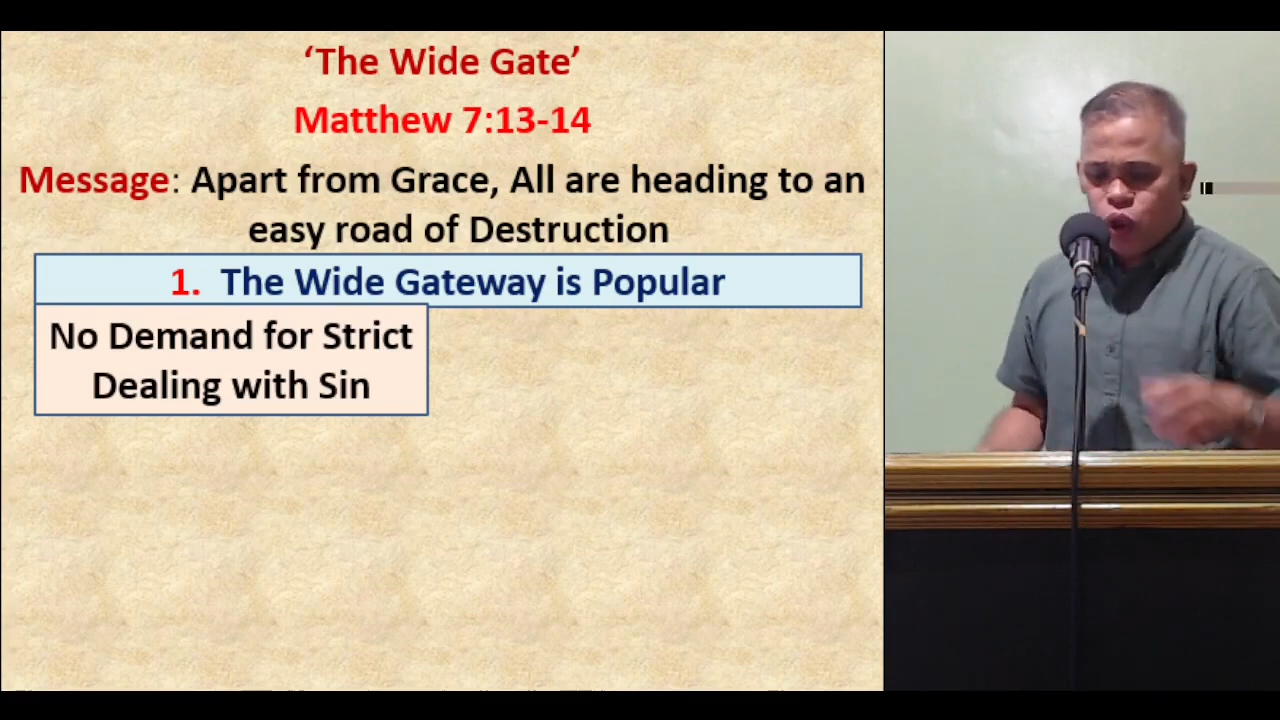 ‘The Wide Gate’
Matthew 7:13-14
Message: Apart from Grace, All are heading to an
easy road of Destruction
1. The Wide Gateway is Popular
No Demand for Strict
Dealing with Sin